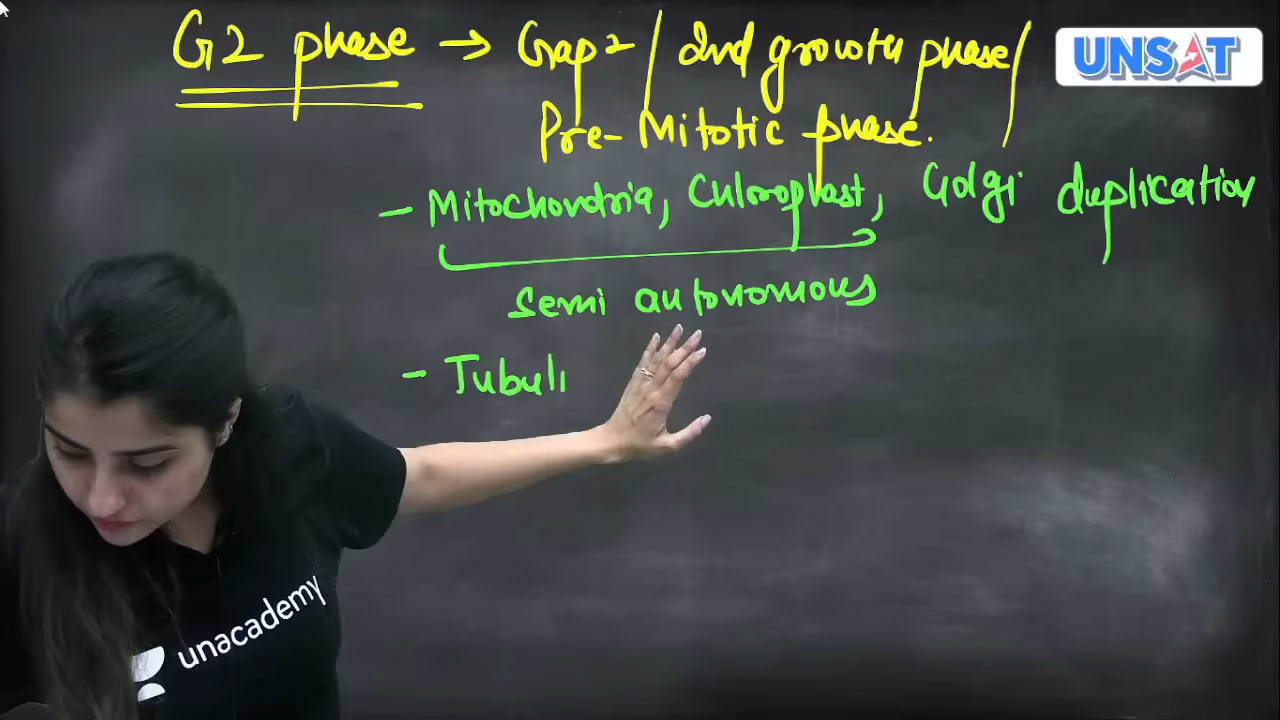 G2 phase → Gap 2 / 2nd growth phase /
Pre-Mitotic phase.
- Mitochondria, Chloroplast, Golgi duplication
semi autonomous
- Tubuli
UNSAT
unacademy